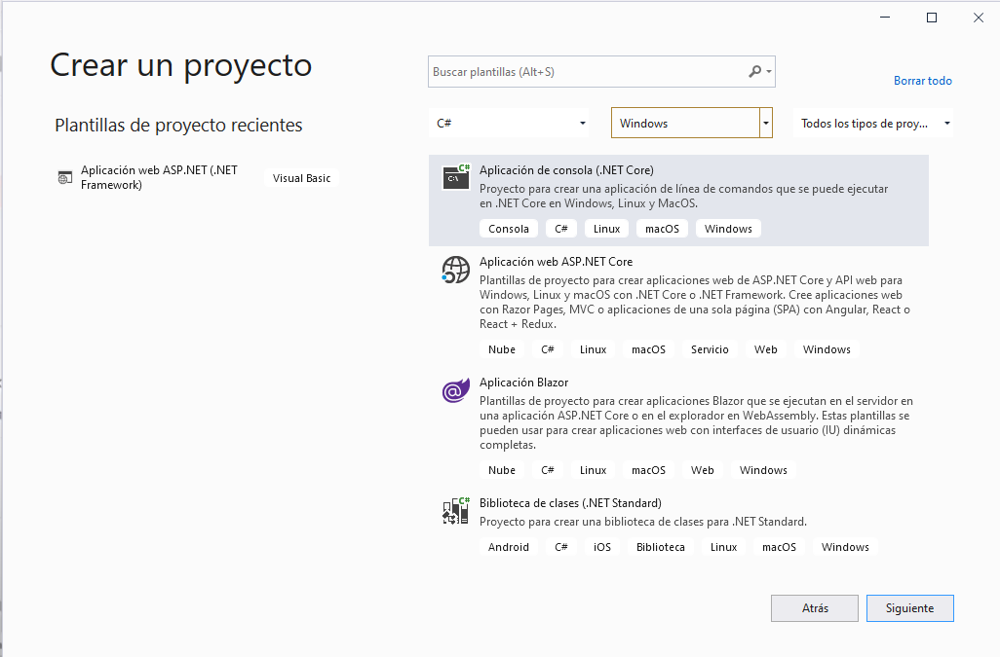 Crear un proyecto
Plantillas de proyecto recientes
Aplicación web ASP.NET (.NET
Framework)
Visual Basic
Buscar plantillas (Alt+S)
Borrar todo
C#
Windows
Todos los tipos de proy...
C#
C:\
Aplicación de consola (.NET Core)
Proyecto para crear una aplicación de línea de comandos que se puede ejecutar
en .NET Core en Windows, Linux y MacOS.
Consola C# Linux macOS Windows
Aplicación web ASP.NET Core
Plantillas de proyecto para crear aplicaciones web de ASP.NET Core y API web para
Windows, Linux y macOS con .NET Core o .NET Framework. Cree aplicaciones web
con Razor Pages, MVC o aplicaciones de una sola página (SPA) con Angular, React o
React + Redux.
Nube C# Linux macOS Servicio Web Windows
@
Aplicación Blazor
Plantillas de proyecto para crear aplicaciones Blazor que se ejecutan en el servidor en
una aplicación ASP.NET Core o en el explorador en WebAssembly. Estas plantillas se
pueden usar para crear aplicaciones web con interfaces de usuario (IU) dinámicas
completas.
Nube C# Linux macOS Web Windows
C#
Biblioteca de clases (.NET Standard)
Proyecto para crear una biblioteca de clases para .NET Standard.
Android C# iOS Biblioteca Linux macOS Windows
Atrás
Siguiente